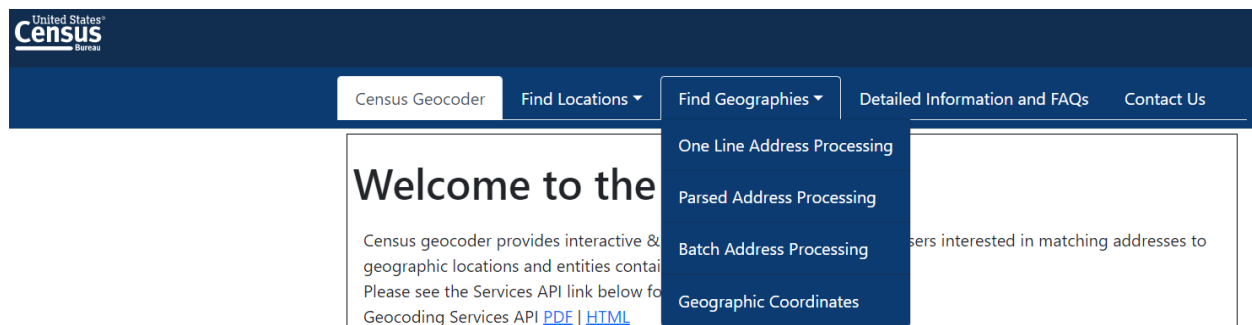 United States®
Census
Bureau
Census Geocoder Find Locations Find Geographies Detailed Information and FAQs Contact Us
One Line Address Processing
Parsed Address Processing
Batch Address Processing
Geographic Coordinates
Welcome to the
Census geocoder provides interactive & sers interested in matching addresses to
geographic locations and entities contai
Please see the Services API link below fo
Geocoding Services API PDF | HTML